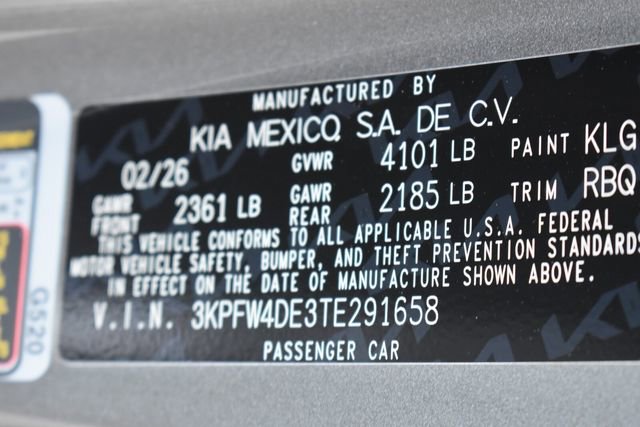 MANUFACTURED BY
KIA MEXICO S.A. DE C.V.
02/26 GVWR 4101 LB PAINT KLG
GAWR FRONT 2361 LB GAWR REAR 2185 LB TRIM RBQ
THIS VEHICLE CONFORMS TO ALL APPLICABLE U.S.A. FEDERAL
MOTOR VEHICLE SAFETY, BUMPER, AND THEFT PREVENTION STANDARDS
IN EFFECT ON THE DATE OF MANUFACTURE SHOWN ABOVE.
V.I.N. 3KPFW4DE3TE291658
PASSENGER CAR
G520